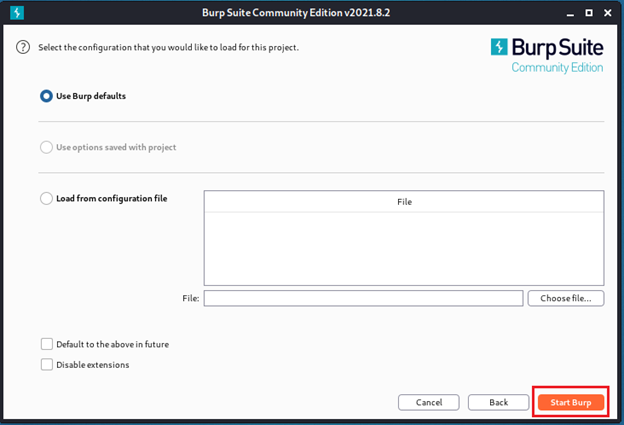 Burp Suite Community Edition v2021.8.2
? Select the configuration that you would like to load for this project.
Burp Suite
Community Edition
Use Burp defaults
Use options saved with project
Load from configuration file
File
File:
Choose file...
Default to the above in future
Disable extensions
Cancel
Back
Start Burp